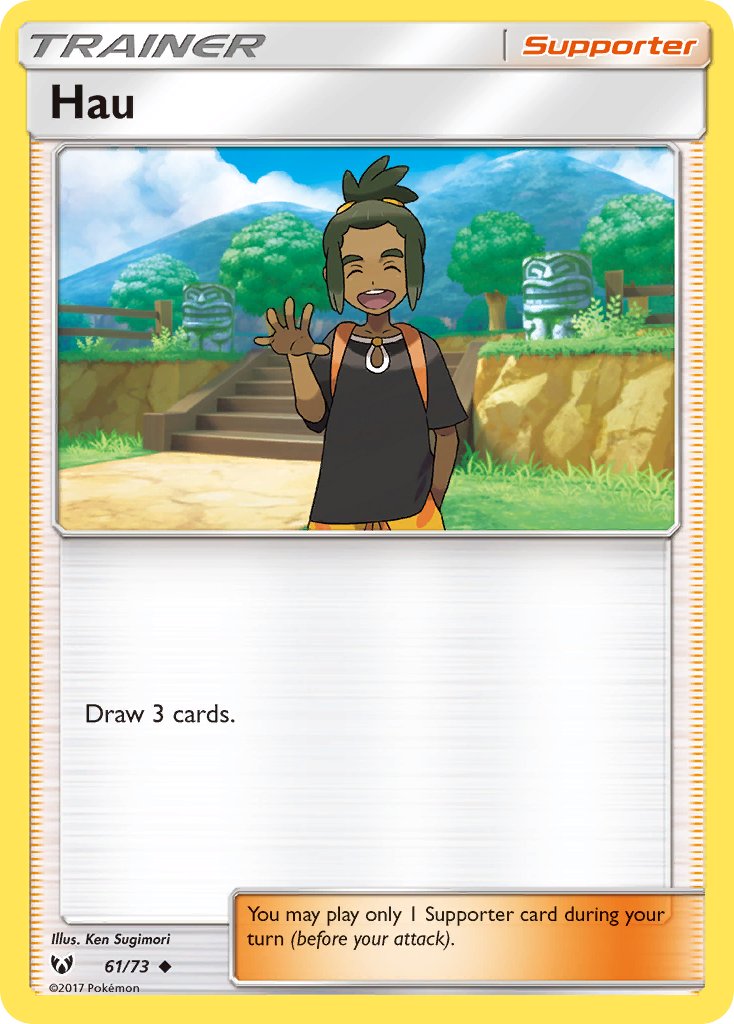 TRAINER
Supporter
Hau
Draw 3 cards.
You may play only 1 Supporter card during your
turn (before your attack).
Illus. Ken Sugimori
61/73
©2017 Pokémon